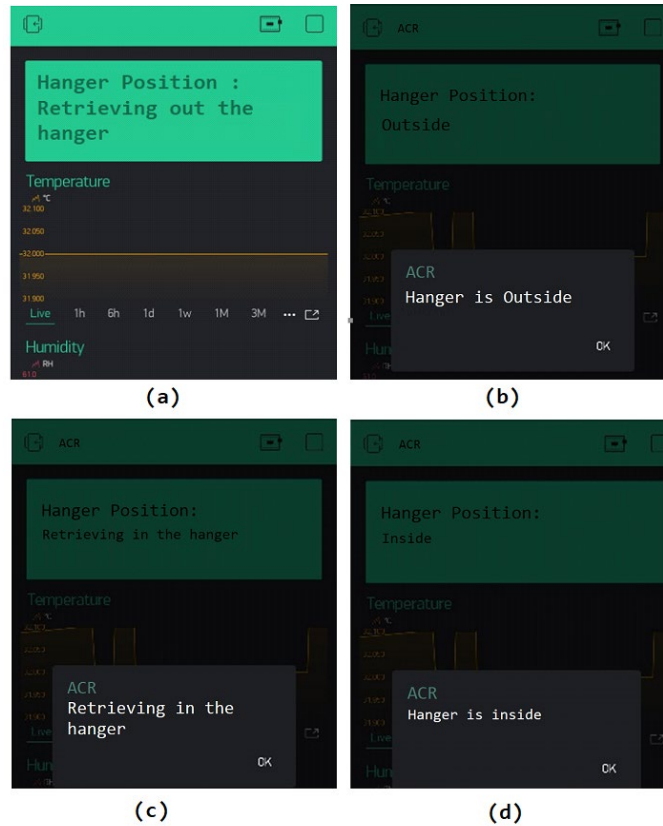 Hanger Position :
Retrieving out the
hanger
Temperature
℃
32.100
32.050
32.000
31.950
31.900
Live 1h 6h 1d 1w 1M 3M
Humidity
RH
61.0
(a)
ACR
Hanger Position:
Outside
Temperature
℃
ACR
Hanger is Outside
Live
OK
(b)
ACR
Hanger Position:
Retrieving in the hanger
Temperature
℃
ACR
Retrieving in the
hanger
Live
OK
(c)
ACR
Hanger Position:
Inside
Temperature
℃
ACR
Hanger is inside
Live
OK
(d)